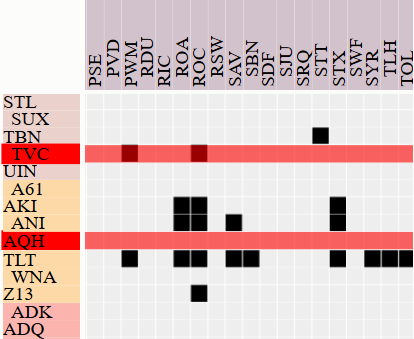 PSE
PVD
PWM
RDU
RIC
ROA
ROC
RSW
SAV
SBN
SDF
SJU
SRQ
STT
STX
SWF
SYR
TLH
TOL
STL
SUX
TBN
TVC
UIN
A61
AKI
ANI
AQH
TLT
WNA
Z13
ADK
ADQ